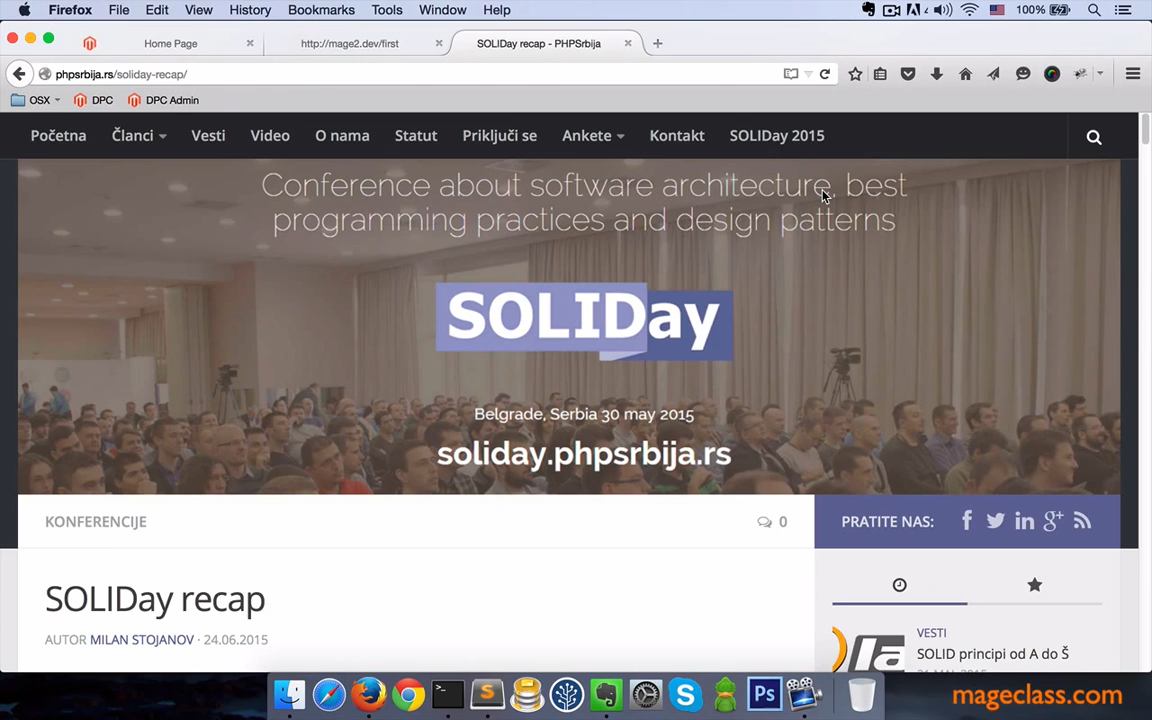 Firefox File Edit View History Bookmarks Tools Window Help 100%
Home Page http://mage2.dev/first SOLIDay recap - PHPSrbija
phpsrbija.rs/soliday-recap/
OSX DPC DPC Admin
Početna Članci Vesti Video O nama Statut Priključi se Ankete Kontakt SOLIDay 2015
Conference about software architecture, best
programming practices and design patterns
SOLIDay
Belgrade, Serbia 30 may 2015
soliday.phpsrbija.rs
KONFERENCIJE 0 PRATITE NAS:
SOLIDay recap
AUTOR MILAN STOJANOV · 24.06.2015
VESTI
SOLID principi od A do Š
Ps
mageclass.com